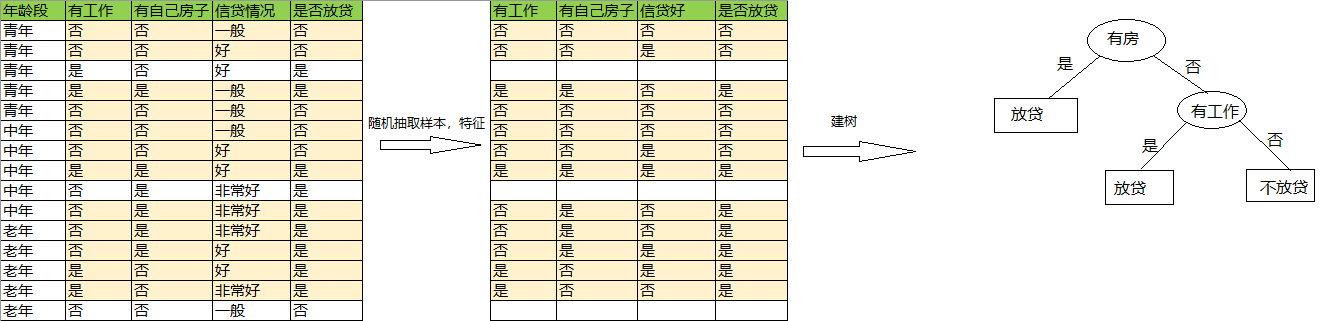 年龄段 有工作 有自己房子 信贷情况 是否放贷
青年 否 否 一般 否
青年 否 否 好 否
青年 是 否 好 是
青年 是 是 一般 是
青年 否 否 一般 否
中年 否 否 一般 否
中年 否 否 好 否
中年 是 是 好 是
中年 否 是 非常好 是
中年 否 是 非常好 是
老年 否 是 非常好 是
老年 否 是 好 是
老年 是 否 好 是
老年 是 否 非常好 是
老年 否 否 一般 否
随机抽取样本，特征
有工作 有自己房子 信贷好 是否放贷
否 否 否 否
否 否 是 否
是 是 否 是
否 否 否 否
否 否 否 否
否 否 是 否
是 是 是 是
否 是 否 是
否 是 否 是
否 是 是 是
是 否 是 是
是 否 否 是
建树
有房
是 否
放贷 有工作
是 否
放贷 不放贷